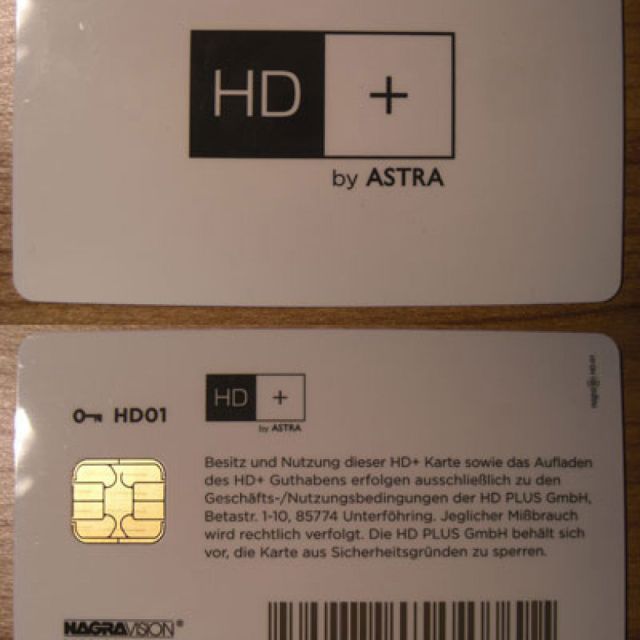 HD +
by ASTRA
HD01
HD +
by ASTRA
Besitz und Nutzung dieser HD+ Karte sowie das Aufladen
des HD+ Guthabens erfolgen ausschließlich zu den
Geschäfts-/Nutzungsbedingungen der HD PLUS GmbH,
Betastr. 1-10, 85774 Unterföhring. Jeglicher Mißbrauch
wird rechtlich verfolgt. Die HD PLUS GmbH behält sich
vor, die Karte aus Sicherheitsgründen zu sperren.
NAGRAVISION®